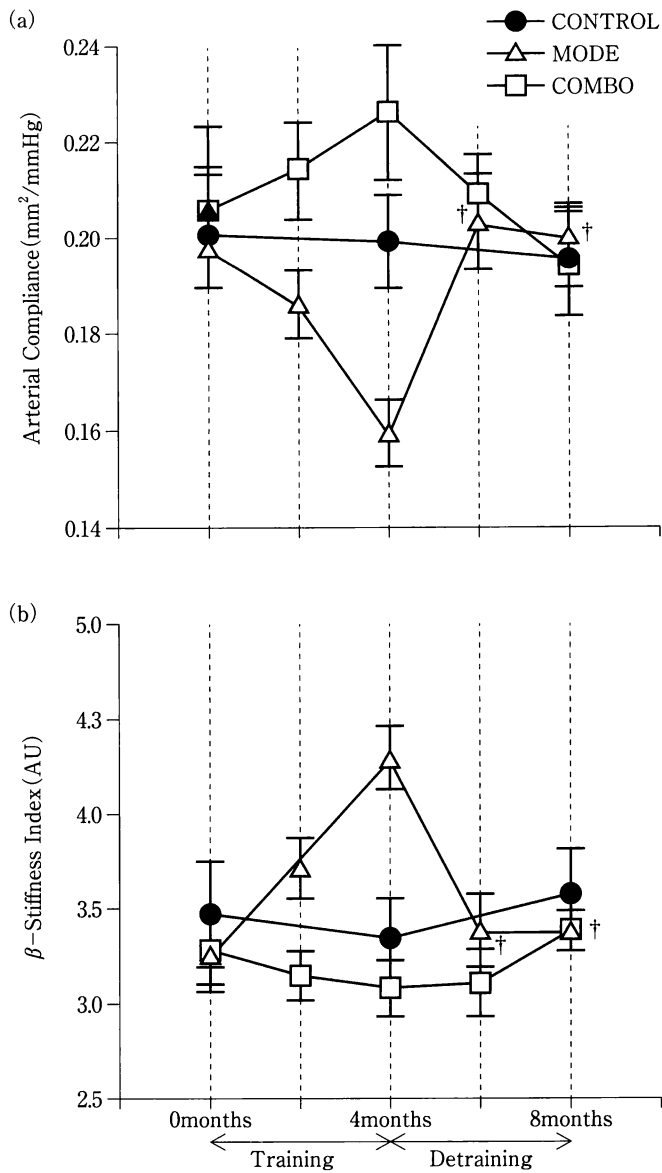 (a)
CONTROL
MODE
COMBO
0.24
0.22
0.20
0.18
0.16
0.14
Arterial Compliance(mm²/mmHg)
†
†
(b)
5.0
4.3
4.0
3.5
3.0
2.5
β-Stiffness Index(AU)
†
†
0months 4months 8months
Training Detraining